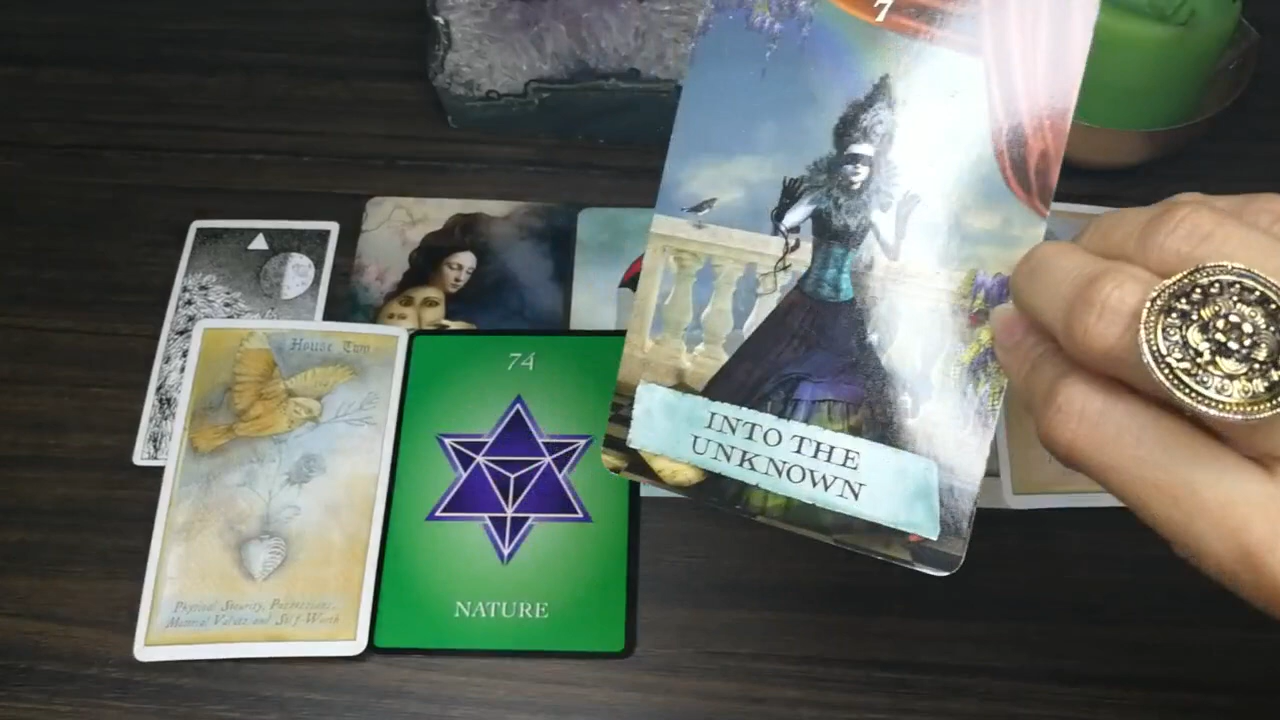 7
INTO THE
UNKNOWN
House Two
74
NATURE
Physical Security, Possessions,
Material Values and Self-Worth